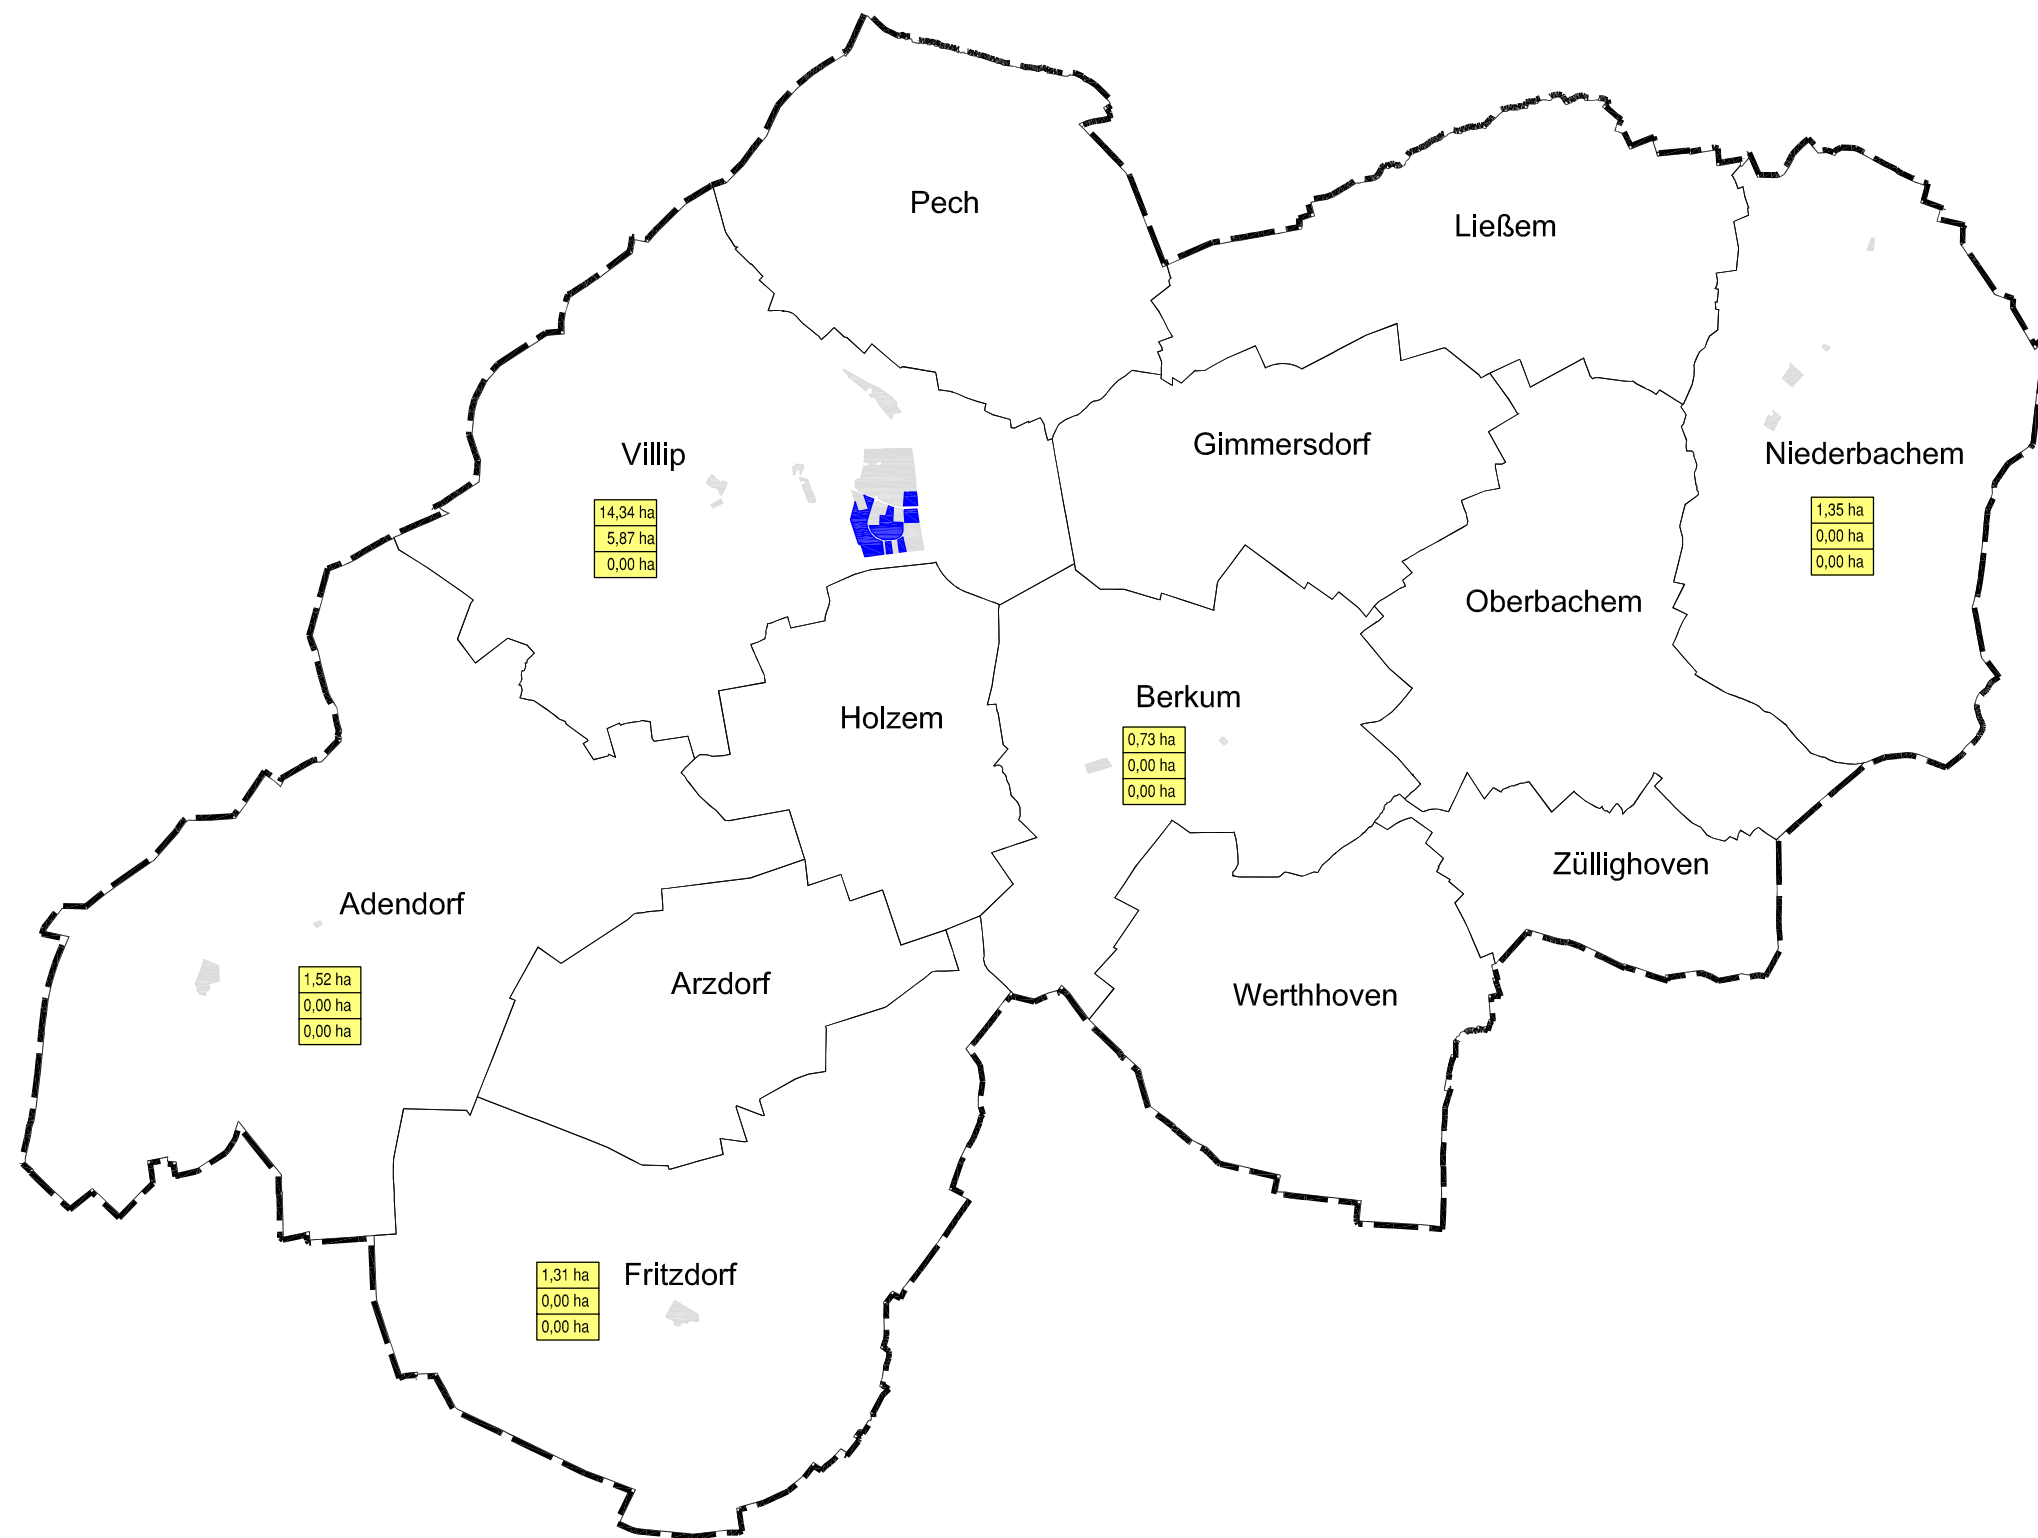 Pech
Ließem
Villip
14,34 ha
5,87 ha
0,00 ha
Gimmersdorf
Niederbachem
1,35 ha
0,00 ha
0,00 ha
Oberbachem
Holzem
Berkum
0,73 ha
0,00 ha
0,00 ha
Züllighoven
Adendorf
1,52 ha
0,00 ha
0,00 ha
Arzdorf
Werthhoven
Fritzdorf
1,31 ha
0,00 ha
0,00 ha